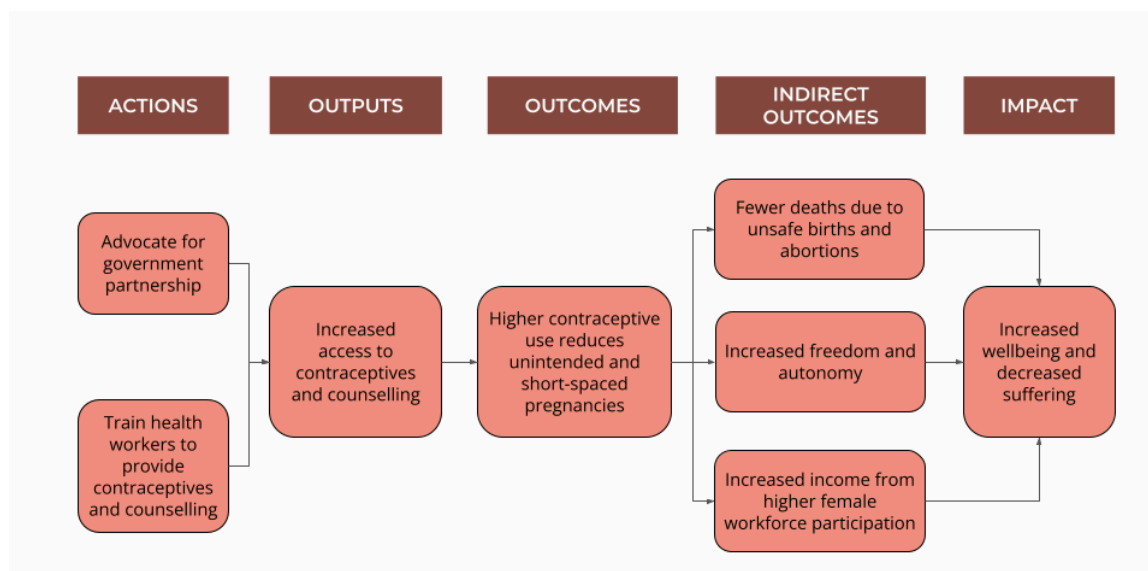 ACTIONS
OUTPUTS
OUTCOMES
INDIRECT
OUTCOMES
IMPACT
Advocate for
government
partnership
Train health
workers to
provide
contraceptives
and counselling
Increased
access to
contraceptives
and counselling
Higher contraceptive
use reduces
unintended and
short-spaced
pregnancies
Fewer deaths due to
unsafe births and
abortions
Increased freedom and
autonomy
Increased income from
higher female
workforce participation
Increased
wellbeing and
decreased
suffering